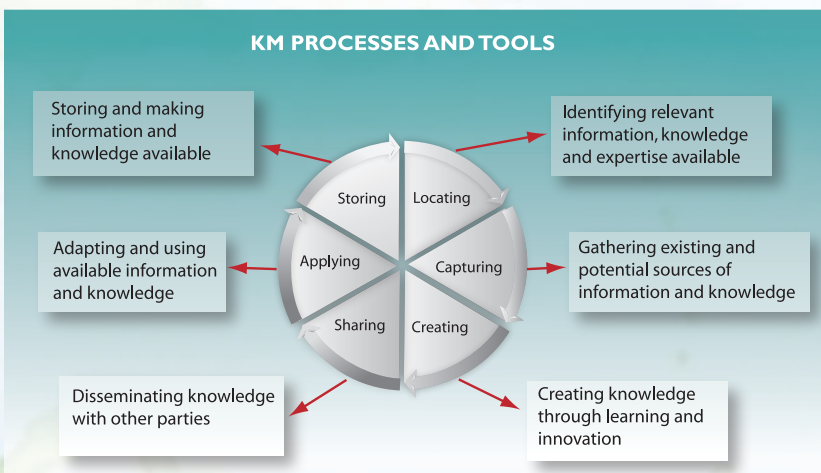 KM PROCESSES AND TOOLS
Storing and making
information and
knowledge available
Identifying relevant
information, knowledge
and expertise available
Storing
Locating
Adapting and using
available information
and knowledge
Applying
Capturing
Gathering existing and
potential sources of
information and knowledge
Sharing
Creating
Disseminating knowledge
with other parties
Creating knowledge
through learning and
innovation